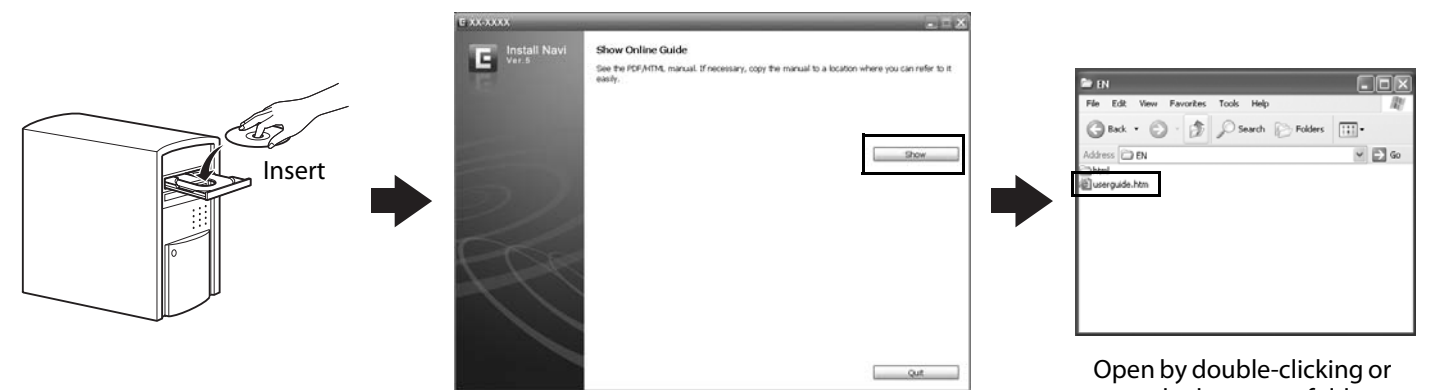 Insert
E XX-XXXX
Install Navi
Ver.5
Show Online Guide
See the PDF/HTML manual. If necessary, copy the manual to a location where you can refer to it
easily.
Show
Quit
EN
File Edit View Favorites Tools Help
Back Search Folders
Address EN Go
html
userguide.htm
Open by double-clicking or